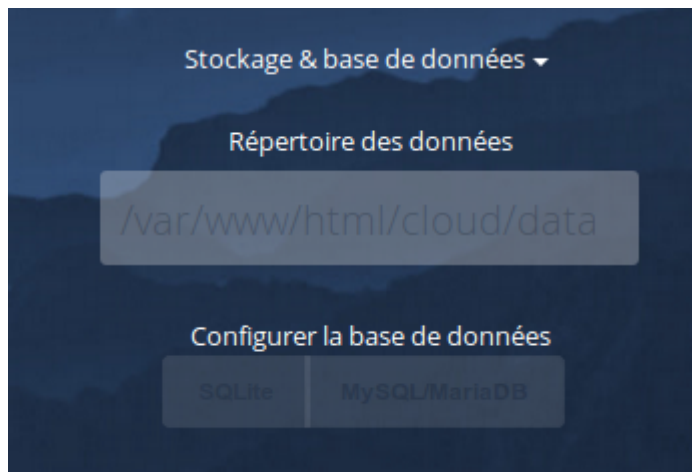 Stockage & base de données
Répertoire des données
/var/www/html/cloud/data
Configurer la base de données
SQLite MySQL/MariaDB